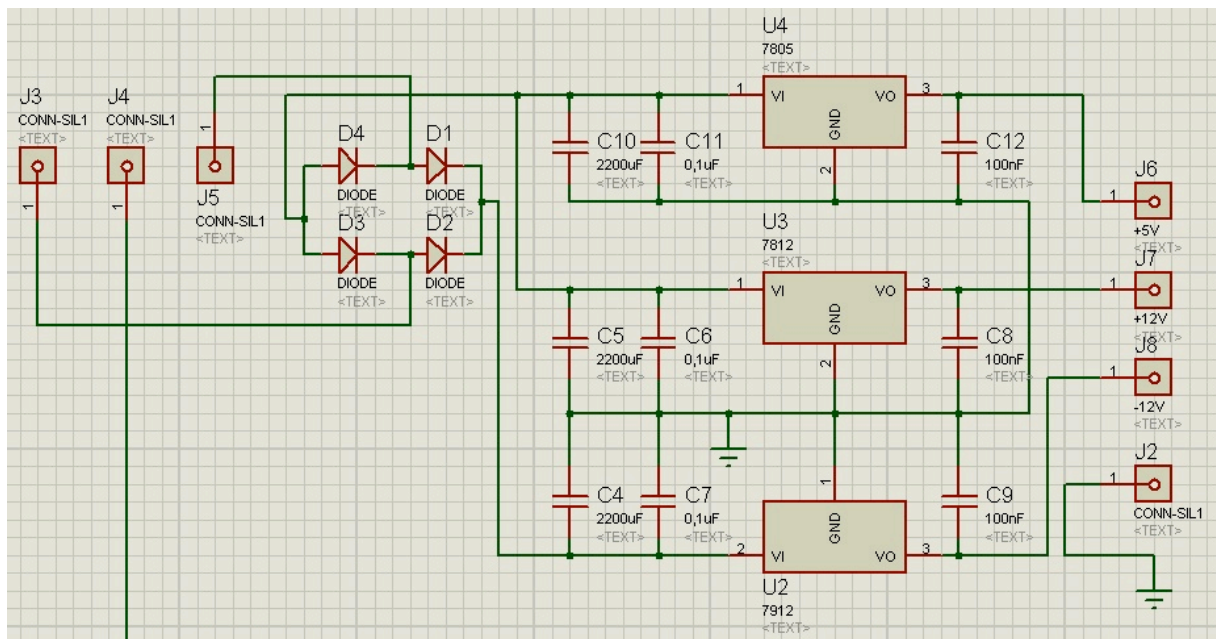 U4
7805
<TEXT>
1
VI
VO
3
GND
2
J3
CONN-SIL1
<TEXT>
1
J4
CONN-SIL1
<TEXT>
1
1
J5
CONN-SIL1
<TEXT>
D4
DIODE
<TEXT>
D1
DIODE
<TEXT>
D3
DIODE
<TEXT>
D2
DIODE
<TEXT>
C10
2200uF
<TEXT>
C11
0,1uF
<TEXT>
C12
100nF
<TEXT>
J6
1
+5V
<TEXT>
U3
7812
<TEXT>
1
VI
VO
3
GND
2
J7
1
+12V
<TEXT>
C5
2200uF
<TEXT>
C6
0,1uF
<TEXT>
C8
100nF
<TEXT>
J8
1
-12V
<TEXT>
C4
2200uF
<TEXT>
C7
0,1uF
<TEXT>
1
GND
2
VI
VO
3
U2
7912
<TEXT>
C9
100nF
<TEXT>
J2
1
CONN-SIL1
<TEXT>